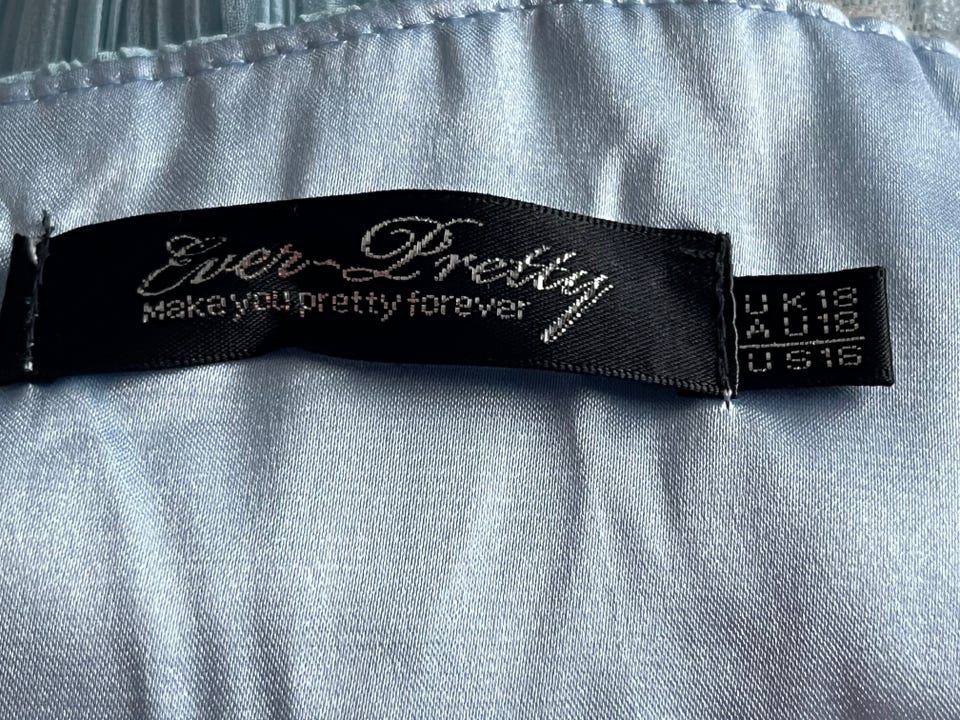 Ever-Pretty
Make you pretty forever
UK18
AU18
US16